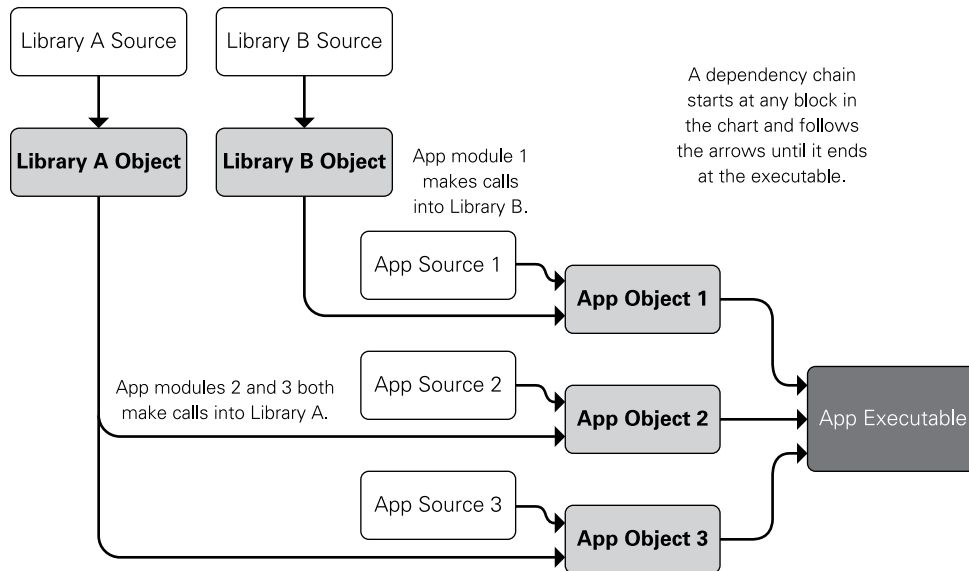 Library A Source
Library B Source
A dependency chain
starts at any block in
the chart and follows
the arrows until it ends
at the executable.
Library A Object
Library B Object
App module 1
makes calls
into Library B.
App Source 1
App Object 1
App modules 2 and 3 both
make calls into Library A.
App Source 2
App Object 2
App Executable
App Source 3
App Object 3